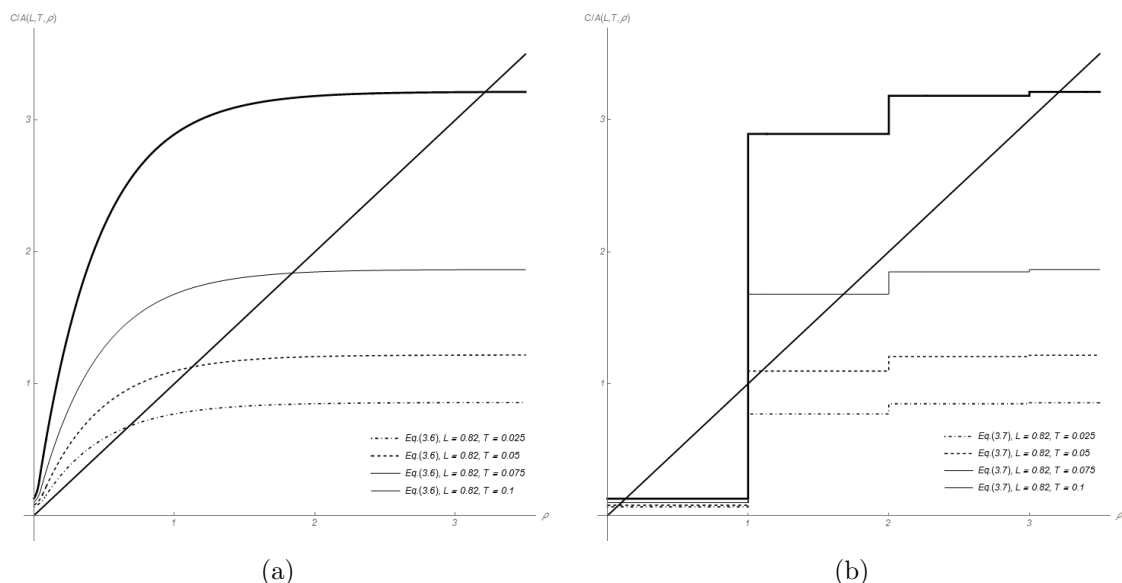 C/A(L,T,ρ)
3
2
1
1
2
3
ρ
Eq.(3.6), L = 0.82, T = 0.025
Eq.(3.6), L = 0.82, T = 0.05
Eq.(3.6), L = 0.82, T = 0.075
Eq.(3.6), L = 0.82, T = 0.1
(a)
C/A(L,T,ρ)
3
2
1
1
2
3
ρ
Eq.(3.7), L = 0.82, T = 0.025
Eq.(3.7), L = 0.82, T = 0.05
Eq.(3.7), L = 0.82, T = 0.075
Eq.(3.7), L = 0.82, T = 0.1
(b)